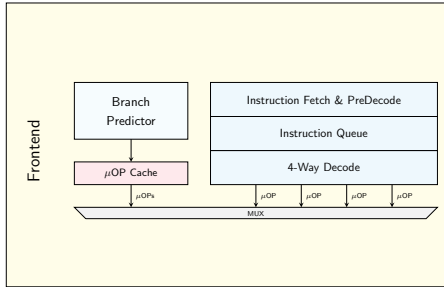 Frontend
Branch
Predictor
μOP Cache
μOPs
Instruction Fetch & PreDecode
Instruction Queue
4-Way Decode
μOP
μOP
μOP
μOP
MUX